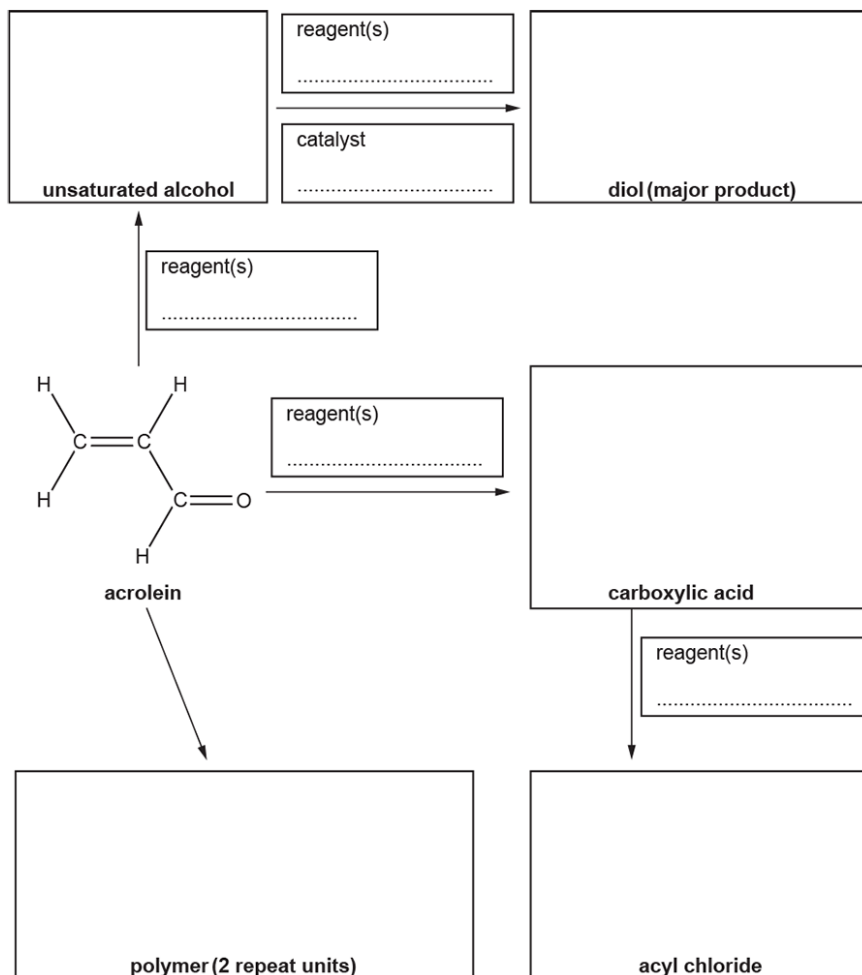 reagent(s)
.................................
catalyst
.................................
unsaturated alcohol
diol (major product)
reagent(s)
.................................
H
H
C
C
H
C
O
H
acrolein
reagent(s)
.................................
carboxylic acid
reagent(s)
.................................
polymer (2 repeat units)
acyl chloride